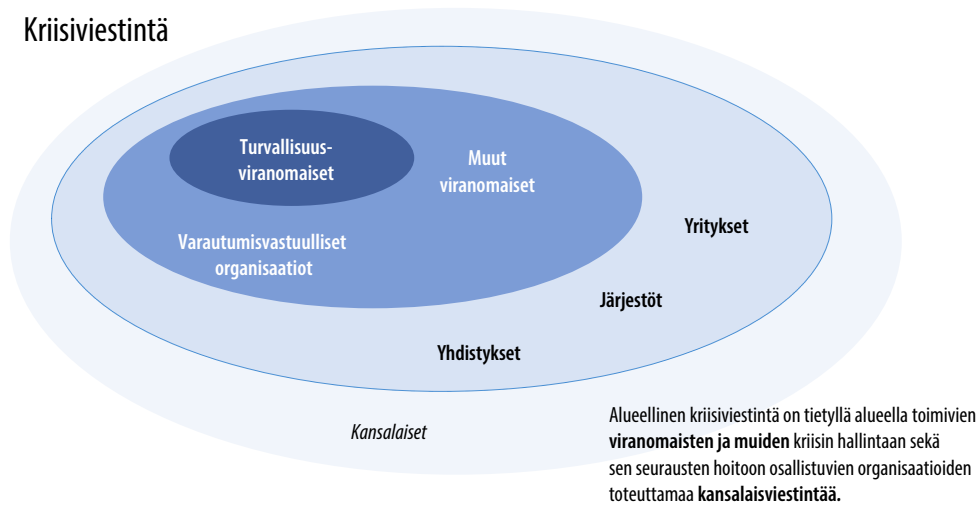 Kriisiviestintä
Turvallisuus-
viranomaiset
Muut
viranomaiset
Varautumisvastuulliset
organisaatiot
Yritykset
Järjestöt
Yhdistykset
Kansalaiset
Alueellinen kriisiviestintä on tietyllä alueella toimivien
viranomaisten ja muiden kriisin hallintaan sekä
sen seurausten hoitoon osallistuvien organisaatioiden
toteuttamaa kansalaisviestintää.